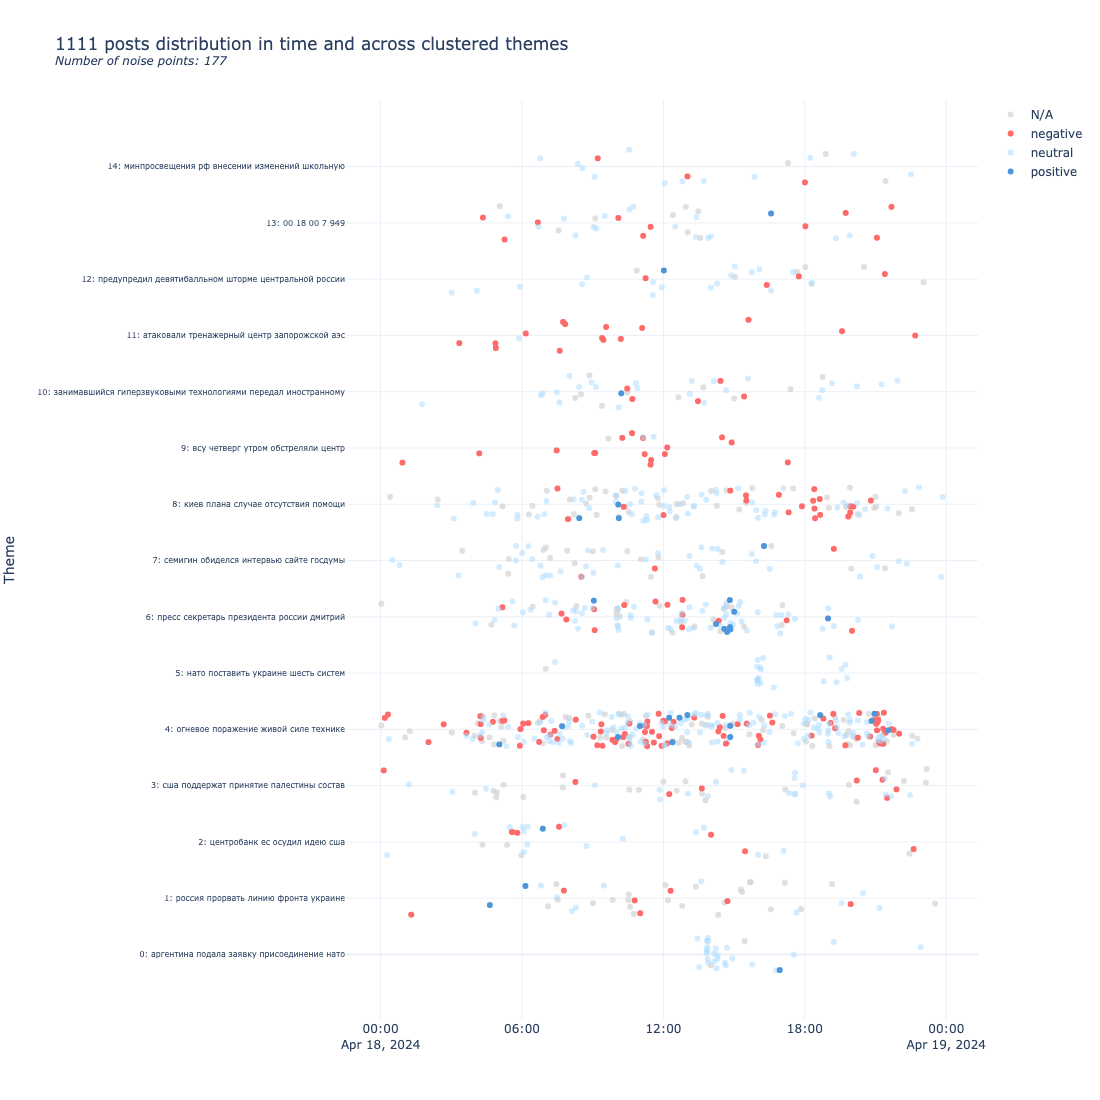 1111 posts distribution in time and across clustered themes
Number of noise points: 177
N/A
negative
neutral
positive
Theme
14: минпросвещения рф внесении изменений школьную
13: 00 18 00 7 949
12: предупредил девятибалльном шторме центральной россии
11: атаковали тренажерный центр запорожской аэс
10: занимавшийся гиперзвуковыми технологиями передал иностранному
9: всу четверг утром обстреляли центр
8: киев плана случае отсутствия помощи
7: семигин обиделся интервью сайте госдумы
6: пресс секретарь президента россии дмитрий
5: нато поставить украине шесть систем
4: огневое поражение живой силе технике
3: сша поддержат принятие палестины состав
2: центробанк ес осудил идею сша
1: россия прорвать линию фронта украине
0: аргентина подала заявку присоединение нато
00:00 06:00 12:00 18:00 00:00
Apr 18, 2024 Apr 19, 2024